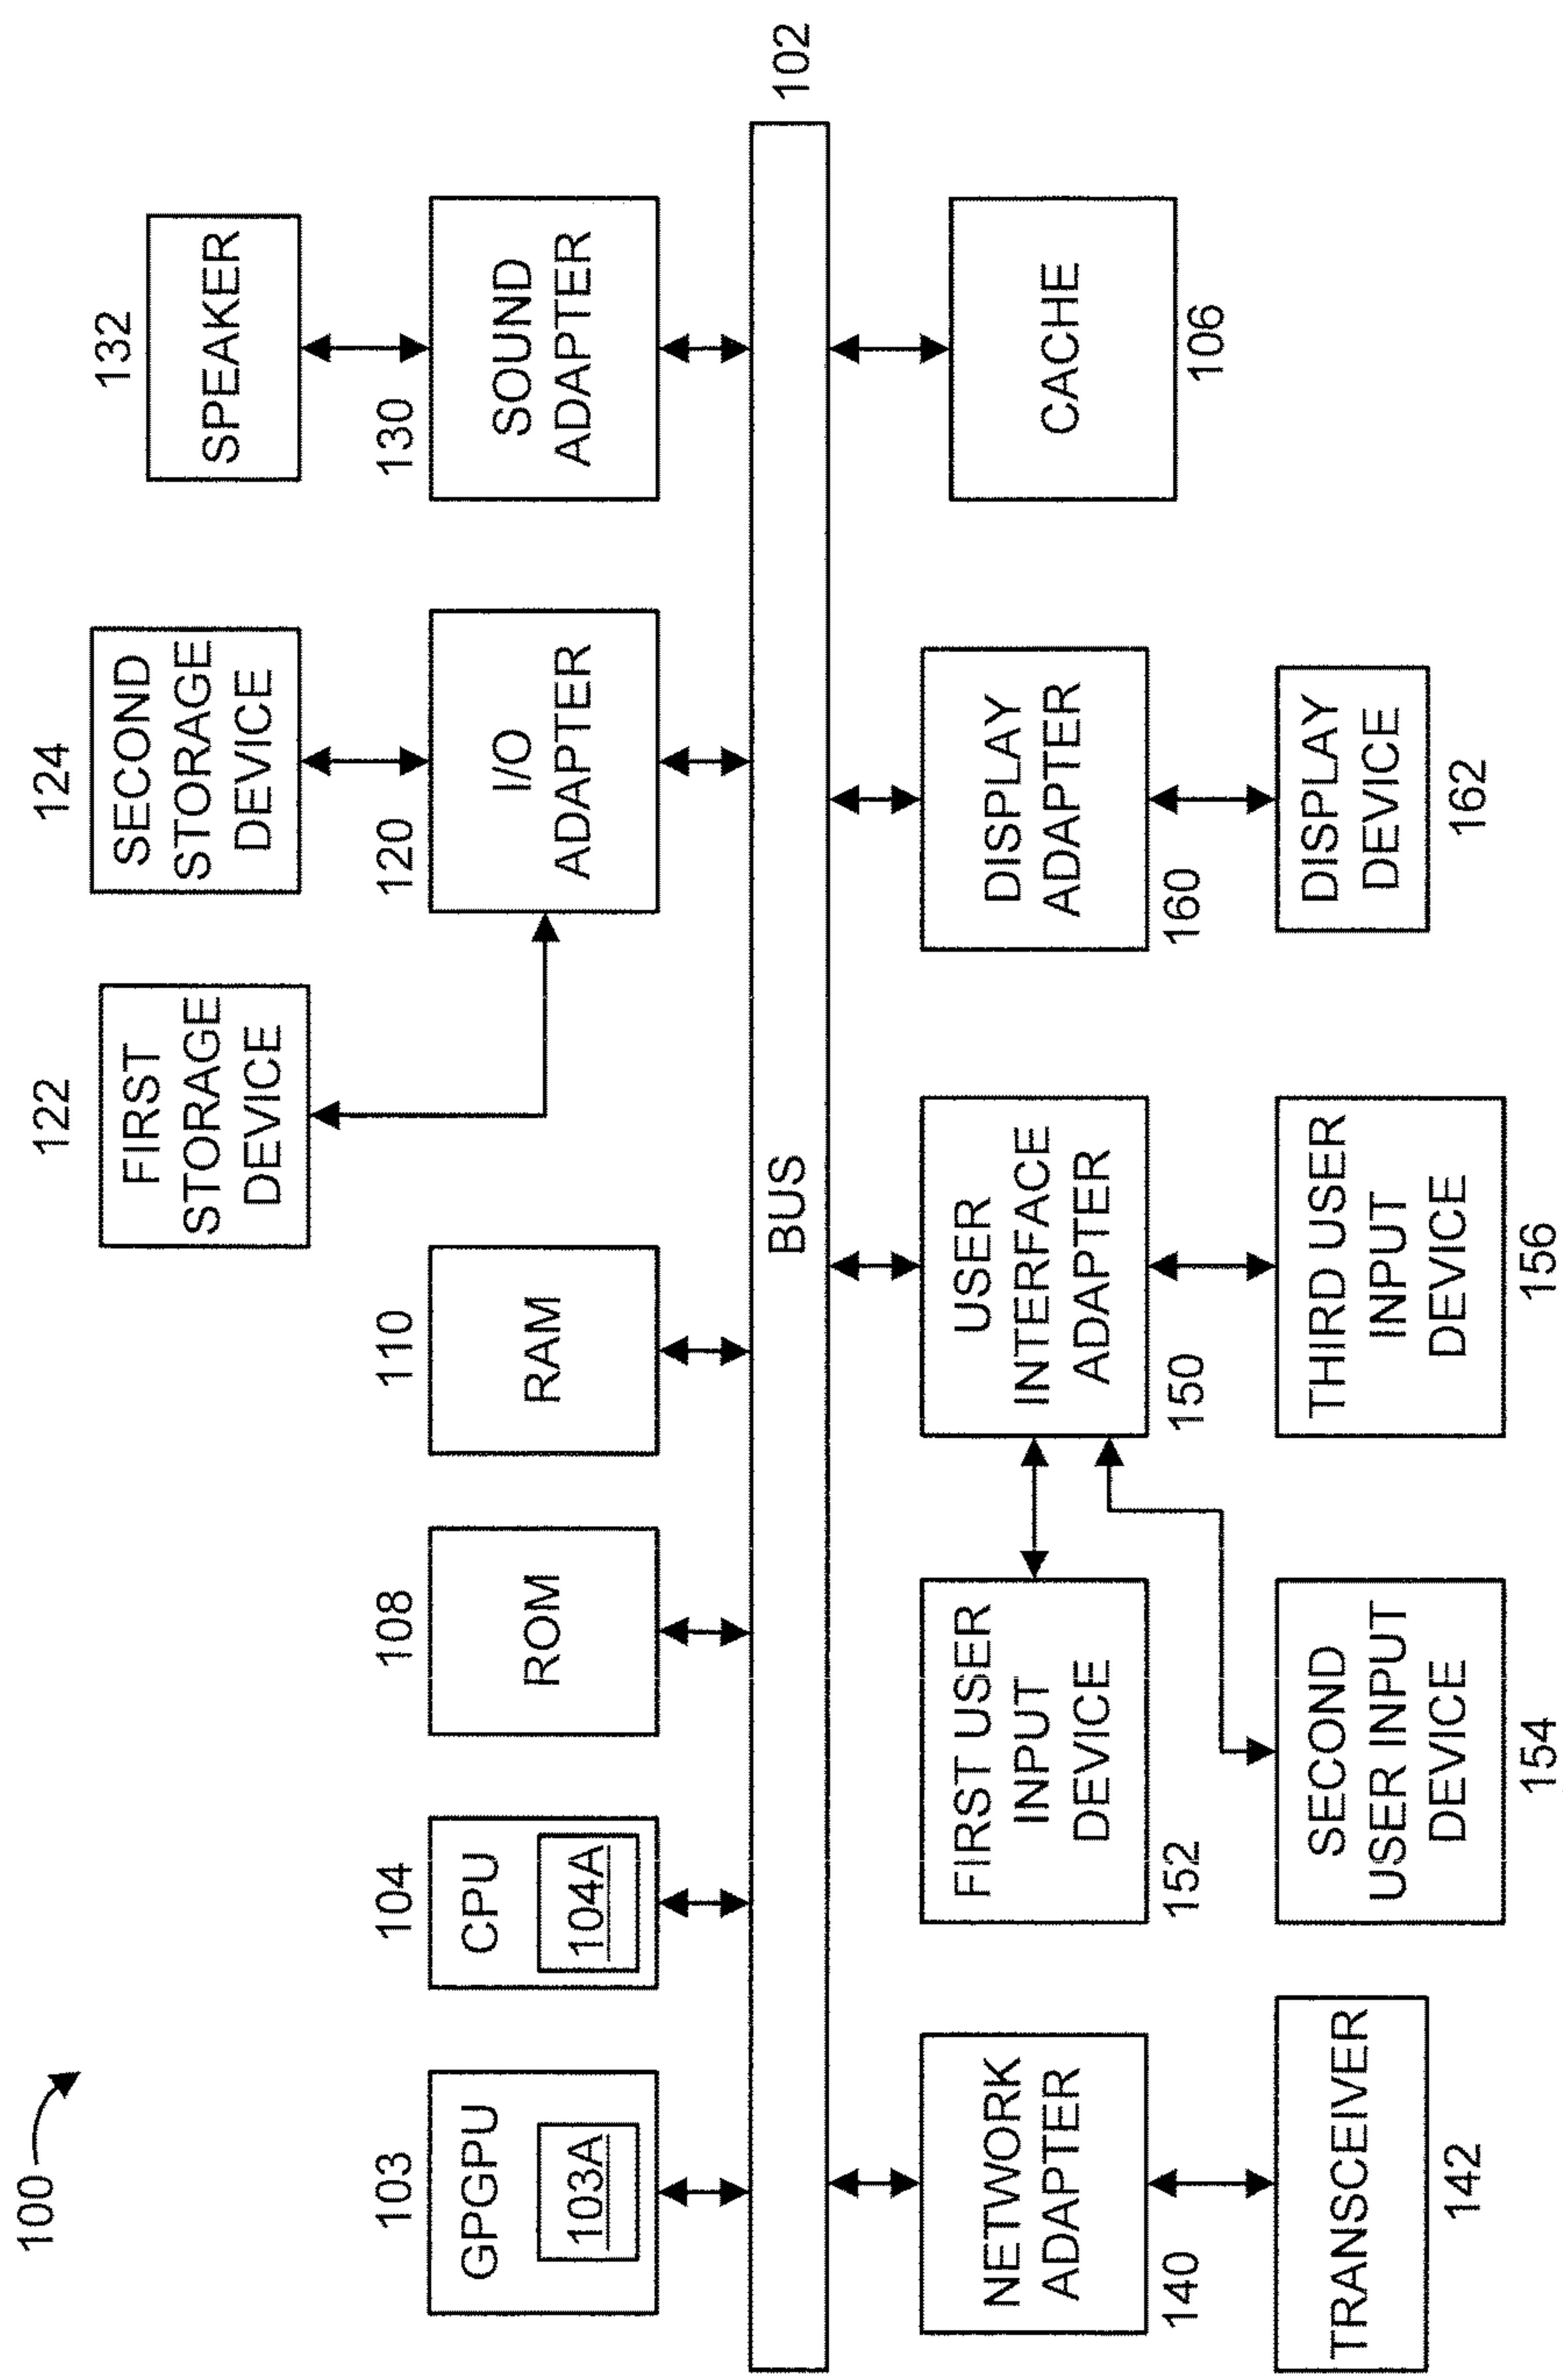 100
103
GPGPU
103A
104
CPU
104A
108
ROM
110
RAM
122
FIRST
STORAGE
DEVICE
124
SECOND
STORAGE
DEVICE
120
I/O
ADAPTER
132
SPEAKER
130
SOUND
ADAPTER
BUS
102
140
NETWORK
ADAPTER
TRANSCEIVER
142
FIRST USER
INPUT
DEVICE
152
SECOND
USER INPUT
DEVICE
154
USER
INTERFACE
ADAPTER
150
THIRD USER
INPUT
DEVICE
156
DISPLAY
ADAPTER
160
DISPLAY
DEVICE
162
CACHE
106